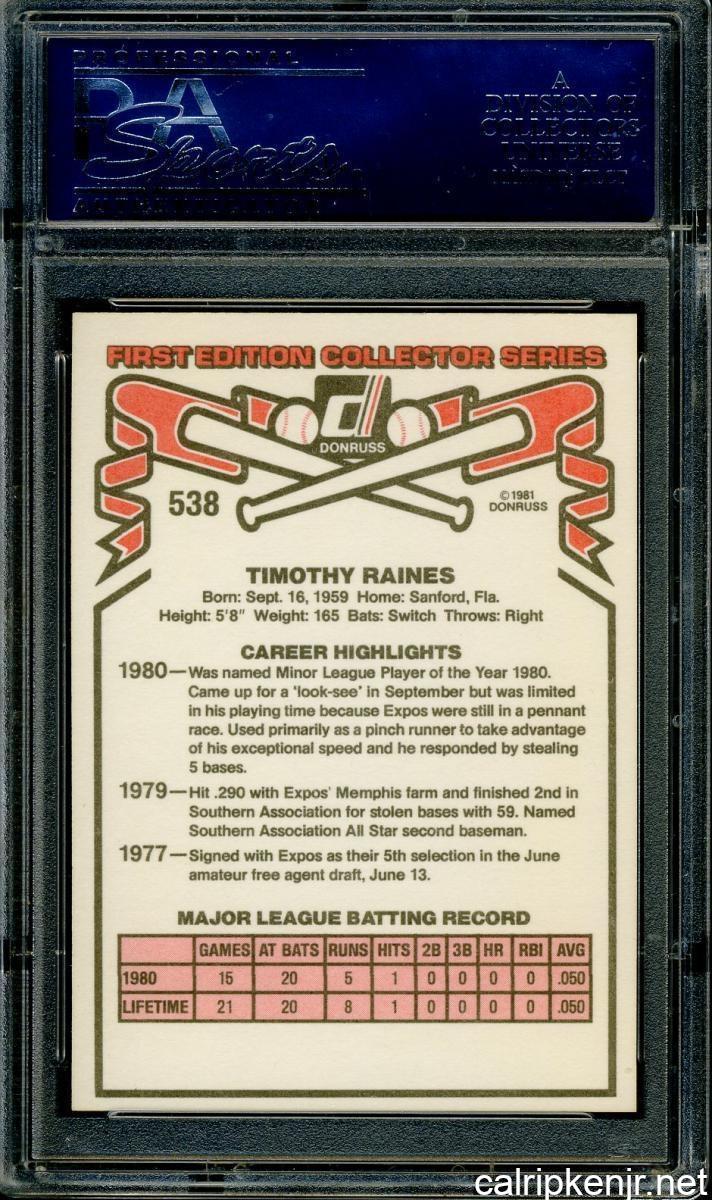 PROFESSIONAL
PSA
Sports
AUTHENTICATOR
A
DIVISION OF
COLLECTORS
UNIVERSE
NASDAQ: CLCT
FIRST EDITION COLLECTOR SERIES
d
DONRUSS
538
© 1981
DONRUSS
TIMOTHY RAINES
Born: Sept. 16, 1959 Home: Sanford, Fla.
Height: 5'8" Weight: 165 Bats: Switch Throws: Right
CAREER HIGHLIGHTS
1980—Was named Minor League Player of the Year 1980.
Came up for a 'look-see' in September but was limited
in his playing time because Expos were still in a pennant
race. Used primarily as a pinch runner to take advantage
of his exceptional speed and he responded by stealing
5 bases.
1979—Hit .290 with Expos' Memphis farm and finished 2nd in
Southern Association for stolen bases with 59. Named
Southern Association All Star second baseman.
1977—Signed with Expos as their 5th selection in the June
amateur free agent draft, June 13.
MAJOR LEAGUE BATTING RECORD
GAMES AT BATS RUNS HITS 2B 3B HR RBI AVG
1980 15 20 5 1 0 0 0 0 .050
LIFETIME 21 20 8 1 0 0 0 0 .050
calripkenjr.net